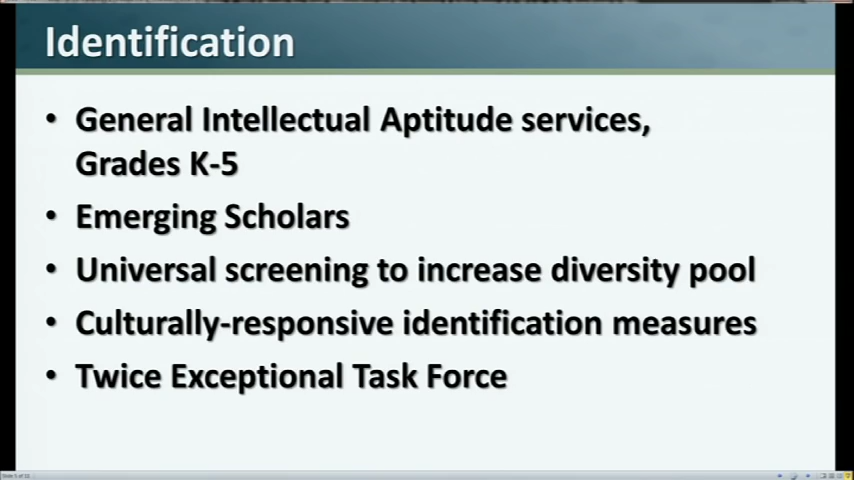 Identification
• General Intellectual Aptitude services,
Grades K-5
• Emerging Scholars
• Universal screening to increase diversity pool
• Culturally-responsive identification measures
• Twice Exceptional Task Force